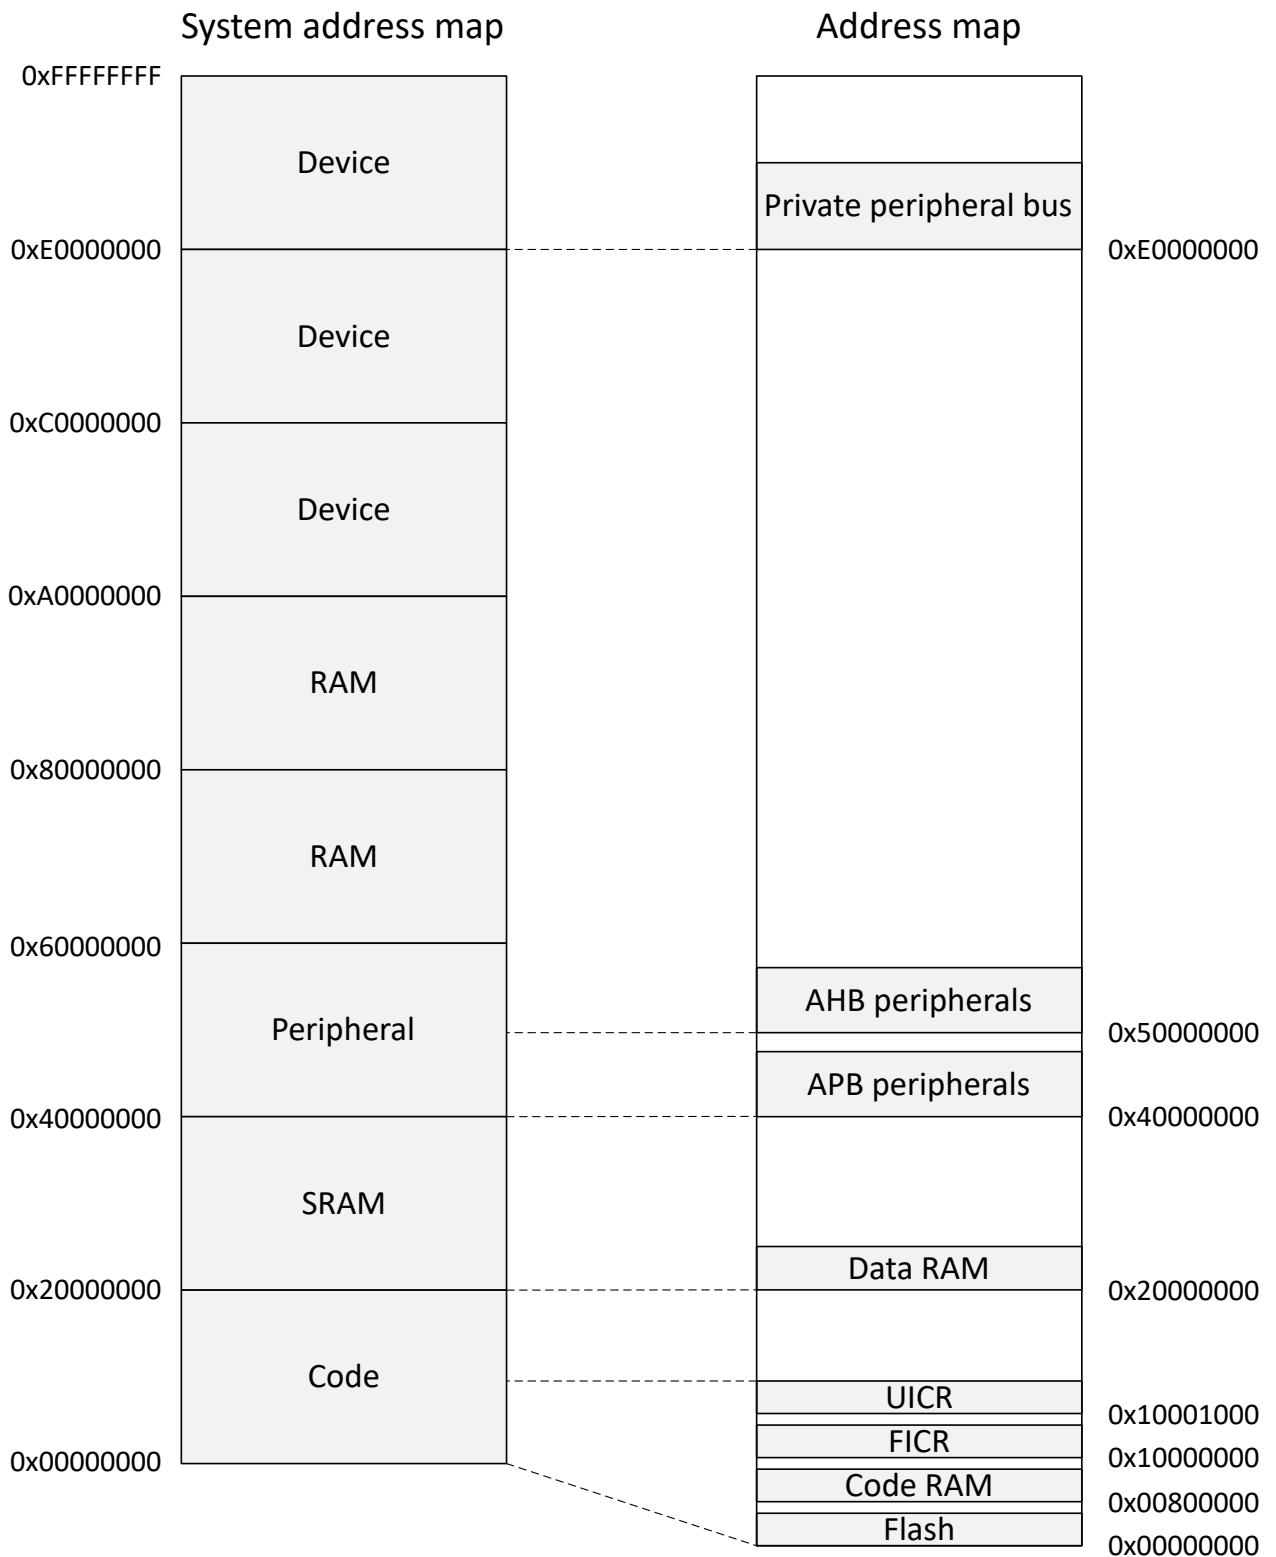 System address map
Address map
0xFFFFFFFF
Device
Private peripheral bus
0xE0000000
0xE0000000
Device
0xC0000000
Device
0xA0000000
RAM
0x80000000
RAM
0x60000000
AHB peripherals
Peripheral
0x50000000
APB peripherals
0x40000000
0x40000000
SRAM
Data RAM
0x20000000
0x20000000
Code
UICR
0x10001000
FICR
0x00000000
0x10000000
Code RAM
0x00800000
Flash
0x00000000